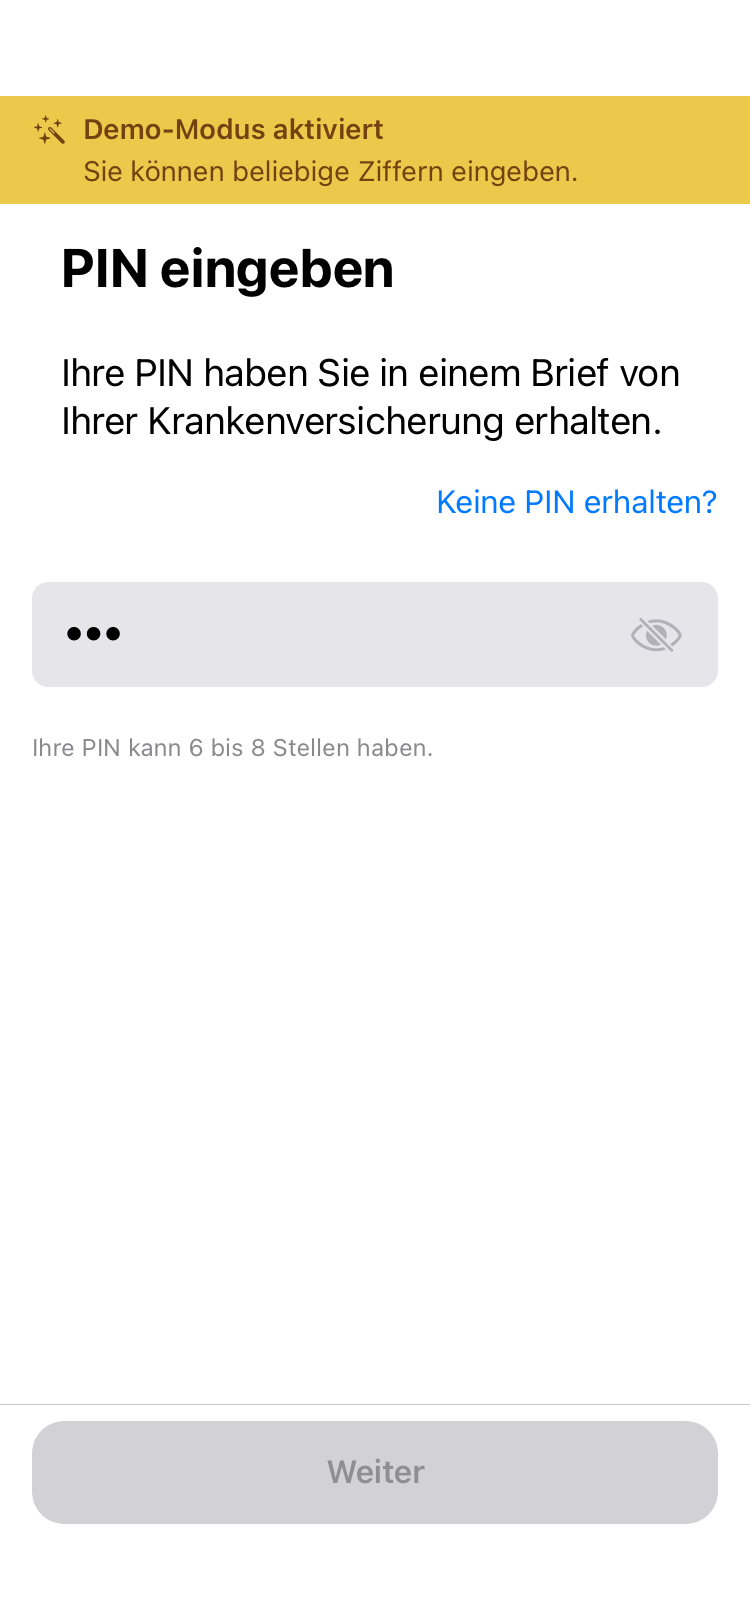 Demo-Modus aktiviert
Sie können beliebige Ziffern eingeben.
PIN eingeben
Ihre PIN haben Sie in einem Brief von
Ihrer Krankenversicherung erhalten.
Keine PIN erhalten?
•••
Ihre PIN kann 6 bis 8 Stellen haben.
Weiter